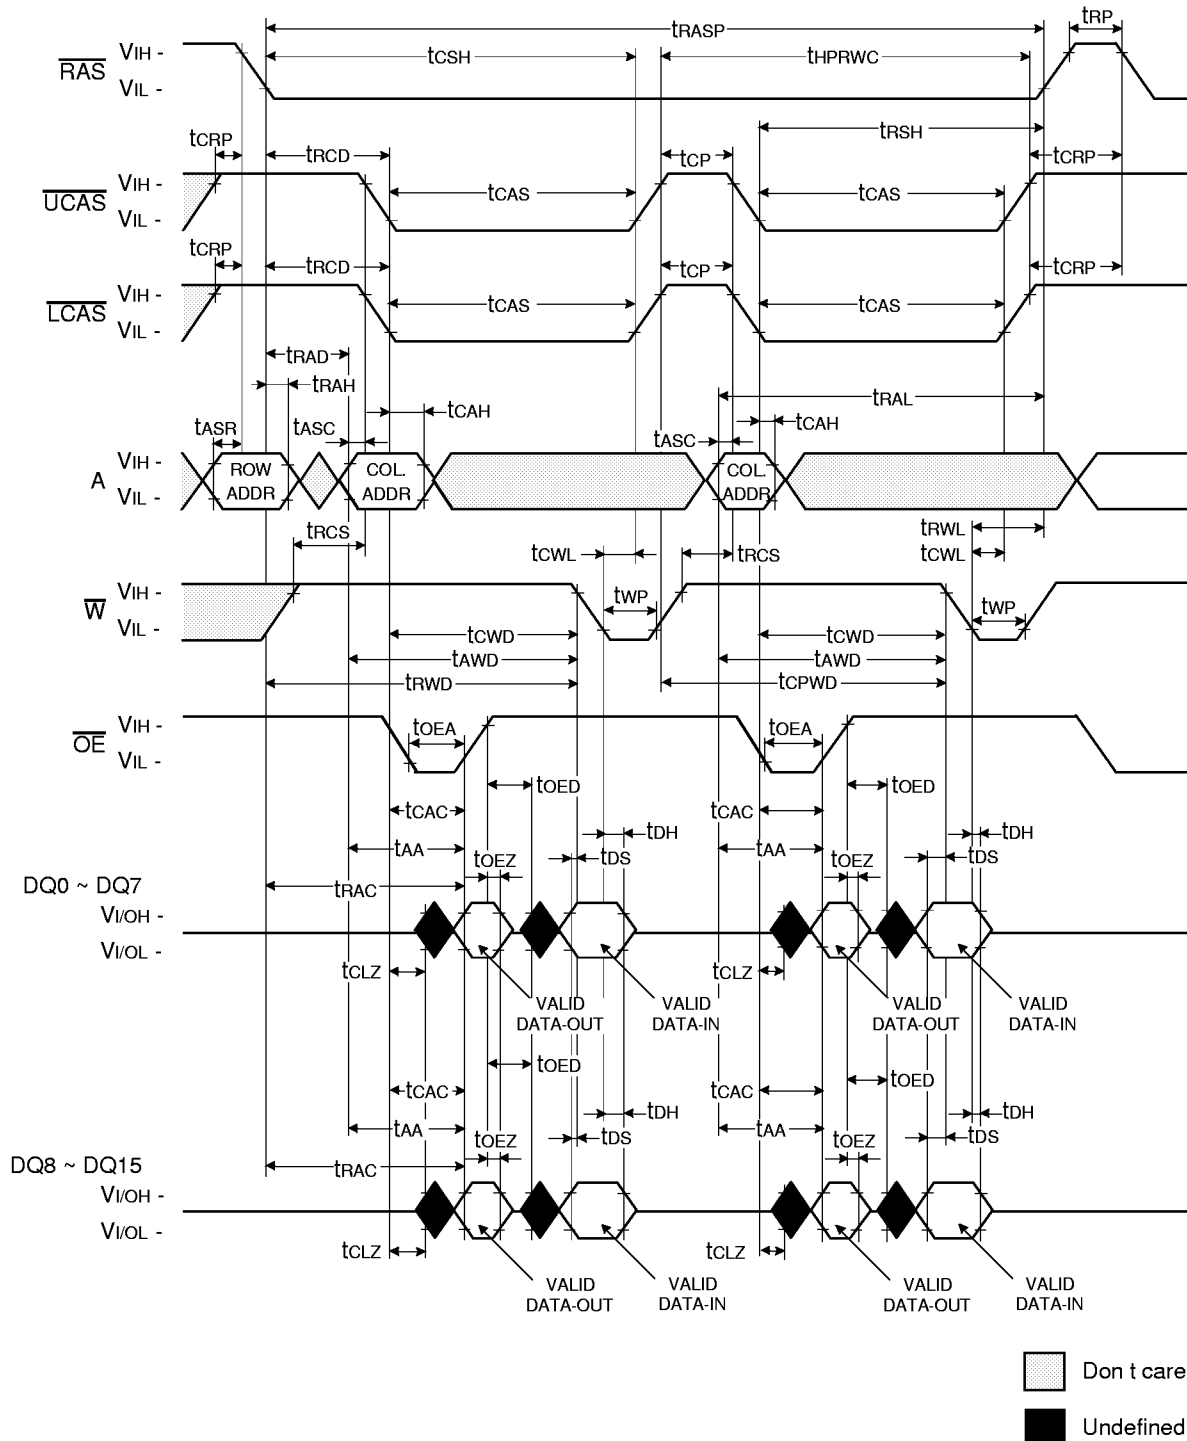 tRASP
tRP
VIH -
tCSH
tHPRWC
RAS
VIL -
tRSH
tCRP
tRCD
tCP
tCRP
VIH -
UCAS
tCAS
tCAS
VIL -
tCRP
tRCD
tCP
tCRP
VIH -
LCAS
tCAS
tCAS
VIL -
tRAD
tRAH
tRAL
tCAH
tCAH
tASR
tASC
tASC
VIH -
A
ROW
ADDR
COL.
ADDR
COL.
ADDR
VIL -
tRCS
tCWL
tRCS
tRWL
tCWL
VIH -
W
tWP
tWP
VIL -
tCWD
tCWD
tAWD
tAWD
tRWD
tCPWD
VIH -
OE
tOEA
tOEA
VIL -
tOED
tOED
tCAC
tCAC
tDH
tDH
tAA
tOEZ
tDS
tAA
tOEZ
tDS
DQ0 ~ DQ7
tRAC
VI/OH -
VI/OL -
tCLZ
tCLZ
VALID
DATA-OUT
VALID
DATA-IN
VALID
DATA-OUT
VALID
DATA-IN
tOED
tOED
tCAC
tCAC
tDH
tDH
tAA
tOEZ
tDS
tAA
tOEZ
tDS
DQ8 ~ DQ15
tRAC
VI/OH -
VI/OL -
tCLZ
tCLZ
VALID
DATA-OUT
VALID
DATA-IN
VALID
DATA-OUT
VALID
DATA-IN
Don t care
Undefined